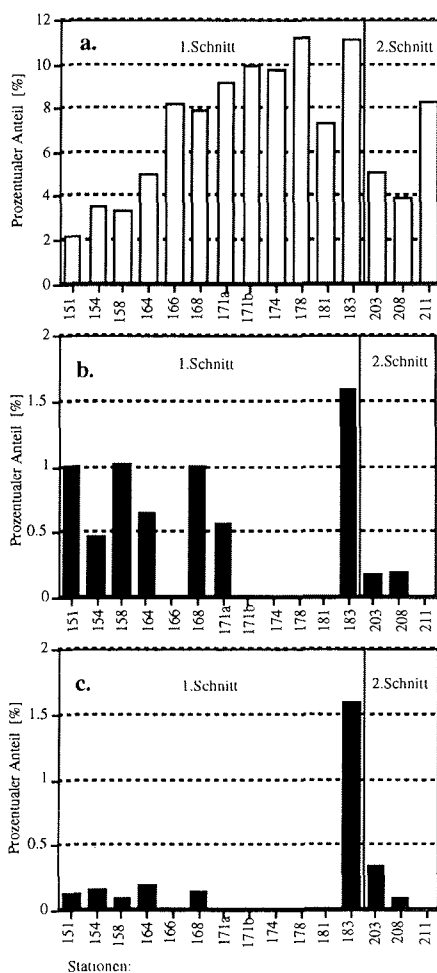 Prozentualer Anteil [%]
12
10
8
6
4
2
0
a.
1.Schnitt
2.Schnitt
151
154
158
164
166
168
171a
171b
174
178
181
183
203
208
211
Prozentualer Anteil [%]
2
1.5
1
0.5
0
b.
1.Schnitt
2.Schnitt
151
154
158
164
166
168
171a
171b
174
178
181
183
203
208
211
Prozentualer Anteil [%]
2
1.5
1
0.5
0
c.
1.Schnitt
2.Schnitt
151
154
158
164
166
168
171a
171b
174
178
181
183
203
208
211
Stationen: